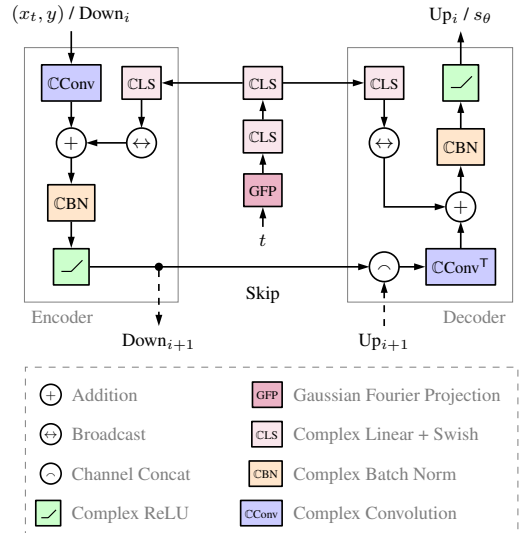 (x_t, y) / Down_i
Up_i / s_θ
ℂConv
ℂLS
ℂLS
ℂLS
ℂLS
ℂBN
ℂBN
GFP
t
ℂConv^T
Skip
Encoder
Decoder
Down_{i+1}
Up_{i+1}
Addition
GFP Gaussian Fourier Projection
Broadcast
ℂLS Complex Linear + Swish
Channel Concat
ℂBN Complex Batch Norm
Complex ReLU
ℂConv Complex Convolution